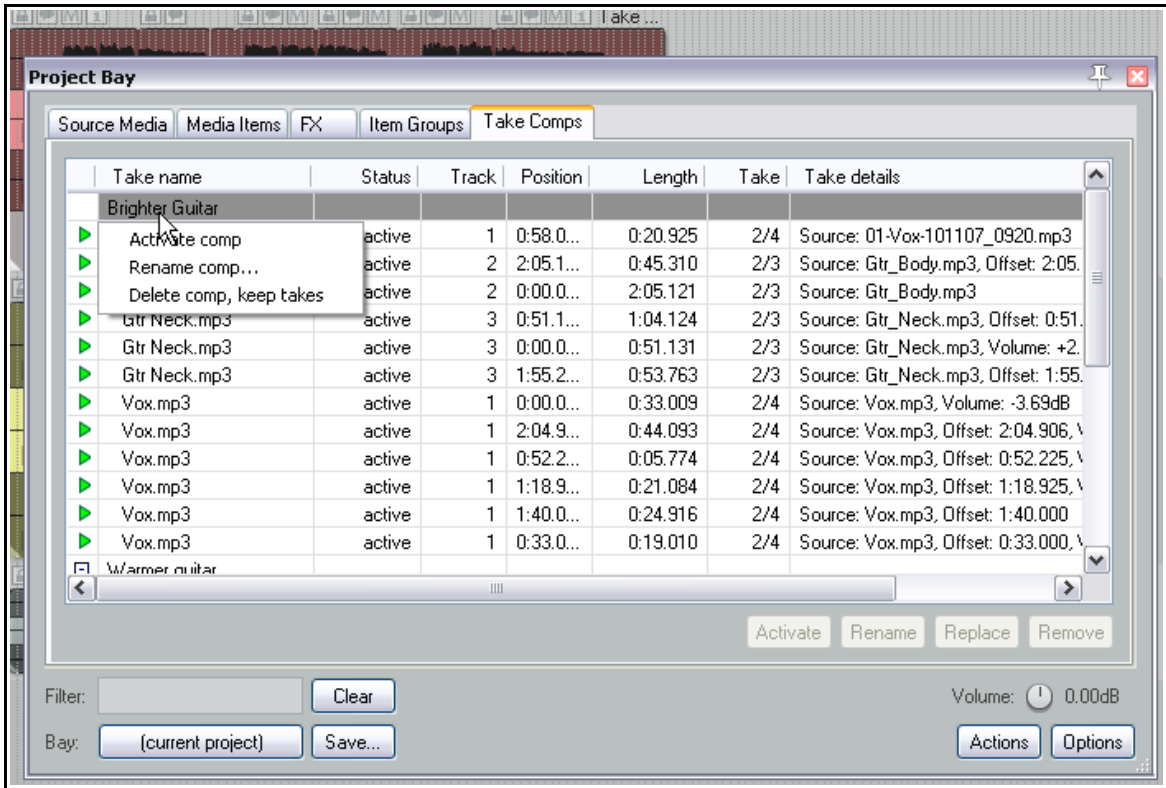 Take ...
Project Bay
Source Media Media Items FX Item Groups Take Comps
Take name Status Track Position Length Take Take details
Brighter Guitar
active 1 0:58.0... 0:20.925 2/4 Source: 01-Vox-101107_0920.mp3
active 2 2:05.1... 0:45.310 2/3 Source: Gtr_Body.mp3, Offset: 2:05.
active 2 0:00.0... 2:05.121 2/3 Source: Gtr_Body.mp3
Activate comp
Rename comp...
Delete comp, keep takes
Gtr Neck.mp3 active 3 0:51.1... 1:04.124 2/3 Source: Gtr_Neck.mp3, Offset: 0:51.
Gtr Neck.mp3 active 3 0:00.0... 0:51.131 2/3 Source: Gtr_Neck.mp3, Volume: +2.
Gtr Neck.mp3 active 3 1:55.2... 0:53.763 2/3 Source: Gtr_Neck.mp3, Offset: 1:55.
Vox.mp3 active 1 0:00.0... 0:33.009 2/4 Source: Vox.mp3, Volume: -3.69dB
Vox.mp3 active 1 2:04.9... 0:44.093 2/4 Source: Vox.mp3, Offset: 2:04.906, V
Vox.mp3 active 1 0:52.2... 0:05.774 2/4 Source: Vox.mp3, Offset: 0:52.225, V
Vox.mp3 active 1 1:18.9... 0:21.084 2/4 Source: Vox.mp3, Offset: 1:18.925, V
Vox.mp3 active 1 1:40.0... 0:24.916 2/4 Source: Vox.mp3, Offset: 1:40.000
Vox.mp3 active 1 0:33.0... 0:19.010 2/4 Source: Vox.mp3, Offset: 0:33.000, V
Warmer guitar
Activate Rename Replace Remove
Filter: Clear Volume: 0.00dB
Bay: (current project) Save... Actions Options